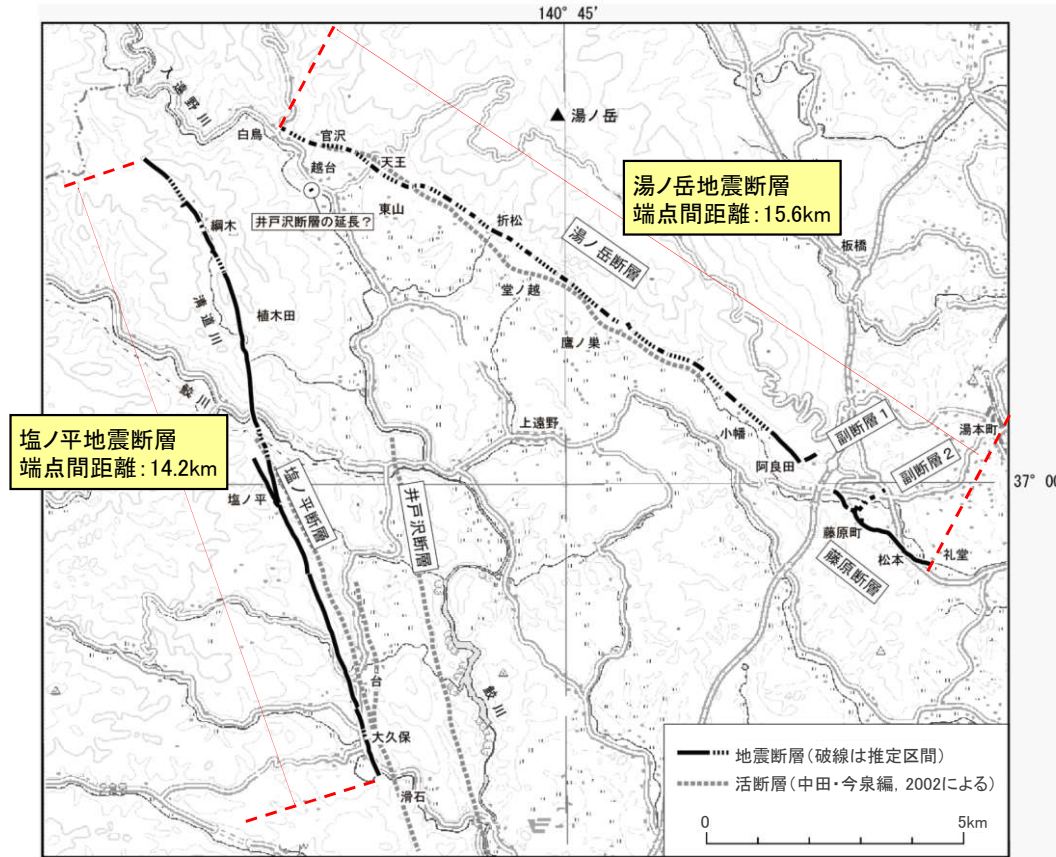 140° 45'
入遠野川
白鳥
官沢
湯ノ岳
越台
天王
東山
井戸沢断層の延長?
折松
湯ノ岳地震断層
端点間距離:15.6km
綱木
湯ノ岳断層
板橋
堂ノ越
植木田
鷹ノ巣
鮫川
塩ノ平地震断層
端点間距離:14.2km
上遠野
小幡
阿良田
副断層1
湯本町
副断層2
37° 00
塩ノ平
塩ノ平断層
井戸沢断層
藤原町
松本
礼堂
藤原断層
台
鮫川
大久保
滑石
地震断層(破線は推定区間)
活断層(中田・今泉編, 2002による)
0
5km